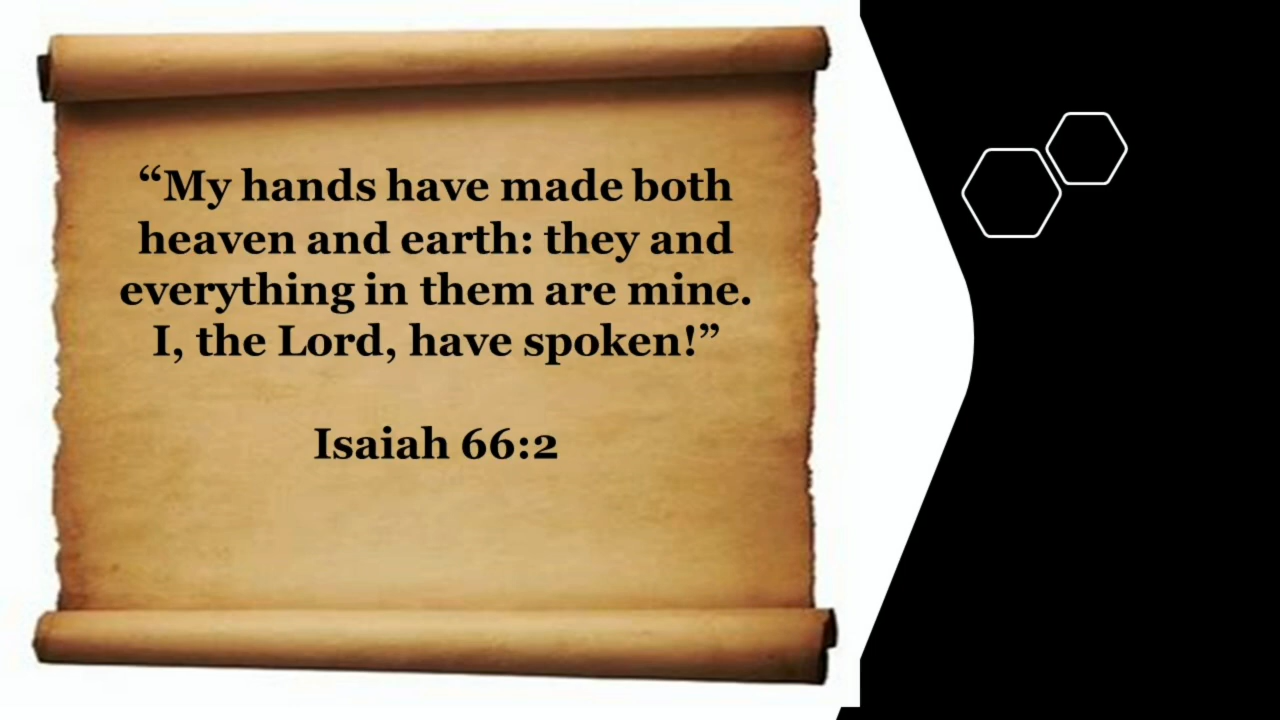 “My hands have made both
heaven and earth: they and
everything in them are mine.
I, the Lord, have spoken!”
Isaiah 66:2